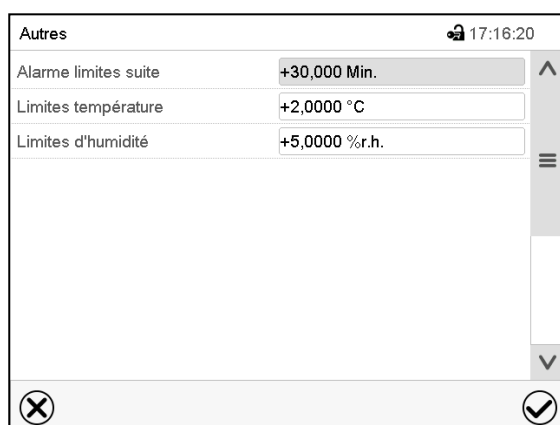 Autres 17:16:20
Alarme limites suite +30,000 Min.
Limites température +2,0000 °C
Limites d'humidité +5,0000 %r.h.